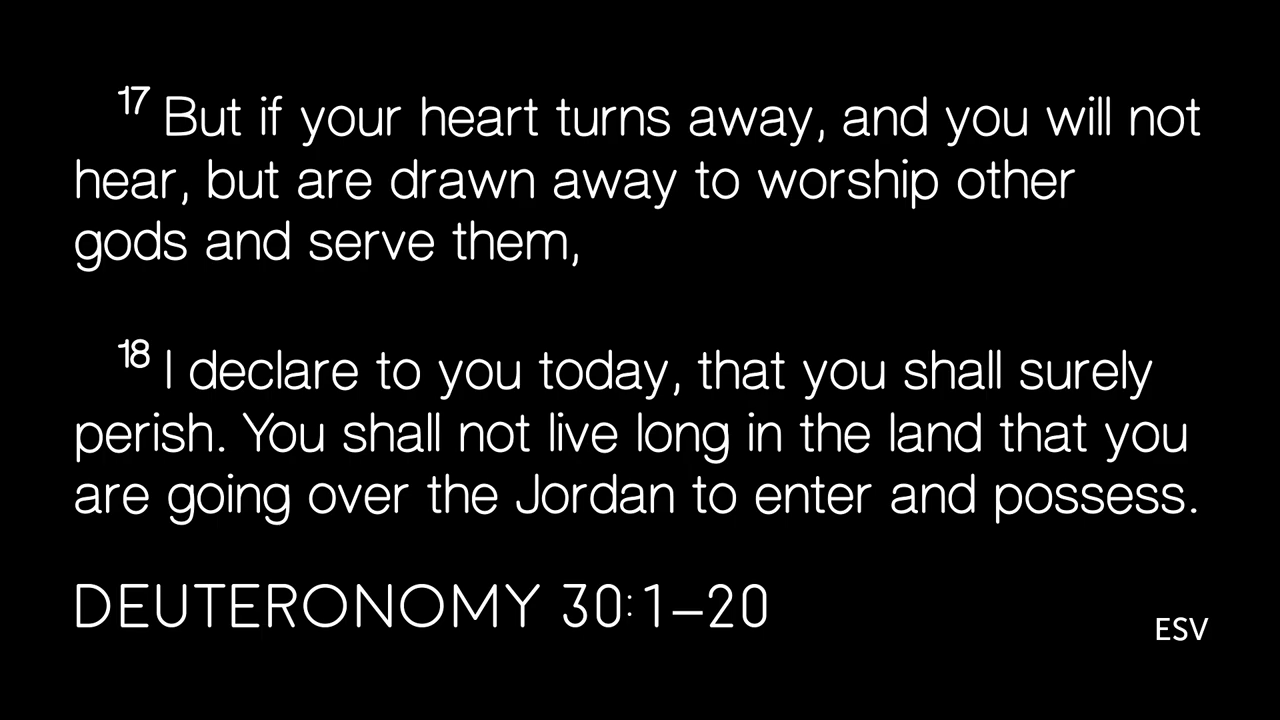 17 But if your heart turns away, and you will not
hear, but are drawn away to worship other
gods and serve them,
18 I declare to you today, that you shall surely
perish. You shall not live long in the land that you
are going over the Jordan to enter and possess.
DEUTERONOMY 30:1–20
ESV